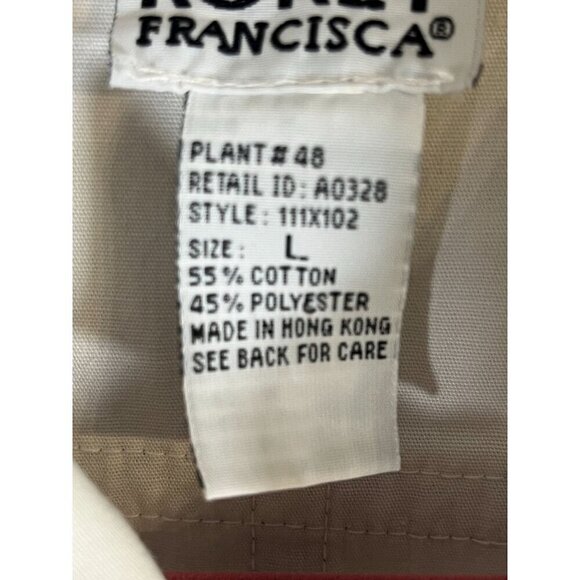 FRANCISCA®
PLANT # 48
RETAIL ID: A0328
STYLE: 111X102
SIZE: L
55% COTTON
45% POLYESTER
MADE IN HONG KONG
SEE BACK FOR CARE